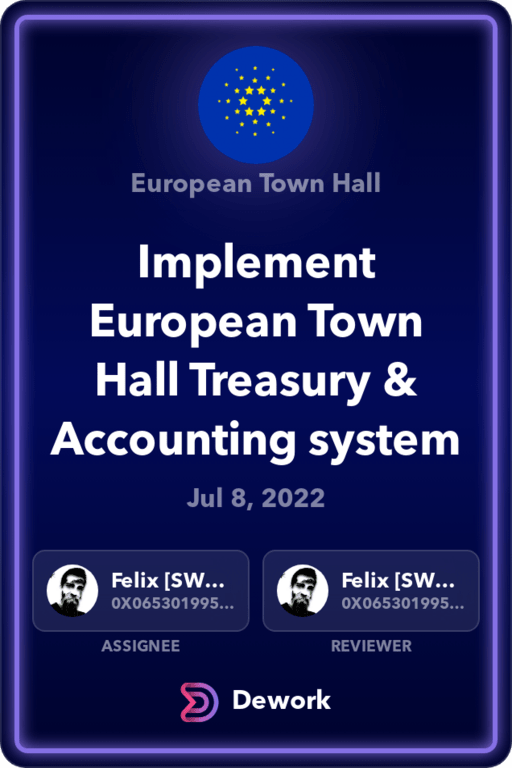 European Town Hall
Implement
European Town
Hall Treasury &
Accounting system
Jul 8, 2022
Felix [SW...
0X065301995...
ASSIGNEE
Felix [SW...
0X065301995...
REVIEWER
Dework